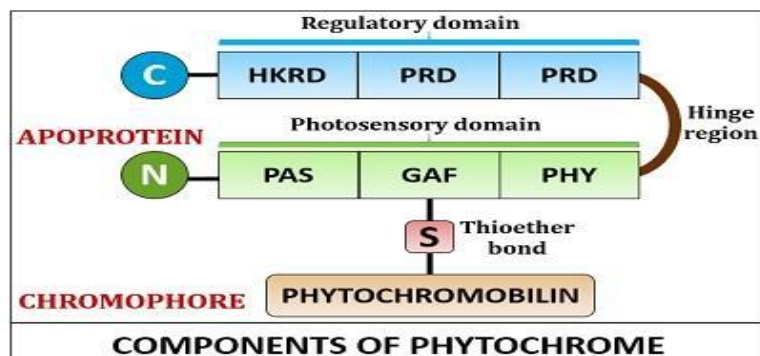 Regulatory domain
C HKRD PRD PRD
Hinge
region
APOPROTEIN
Photosensory domain
N PAS GAF PHY
S Thioether
bond
CHROMOPHORE
PHYTOCHROMOBILIN
COMPONENTS OF PHYTOCHROME